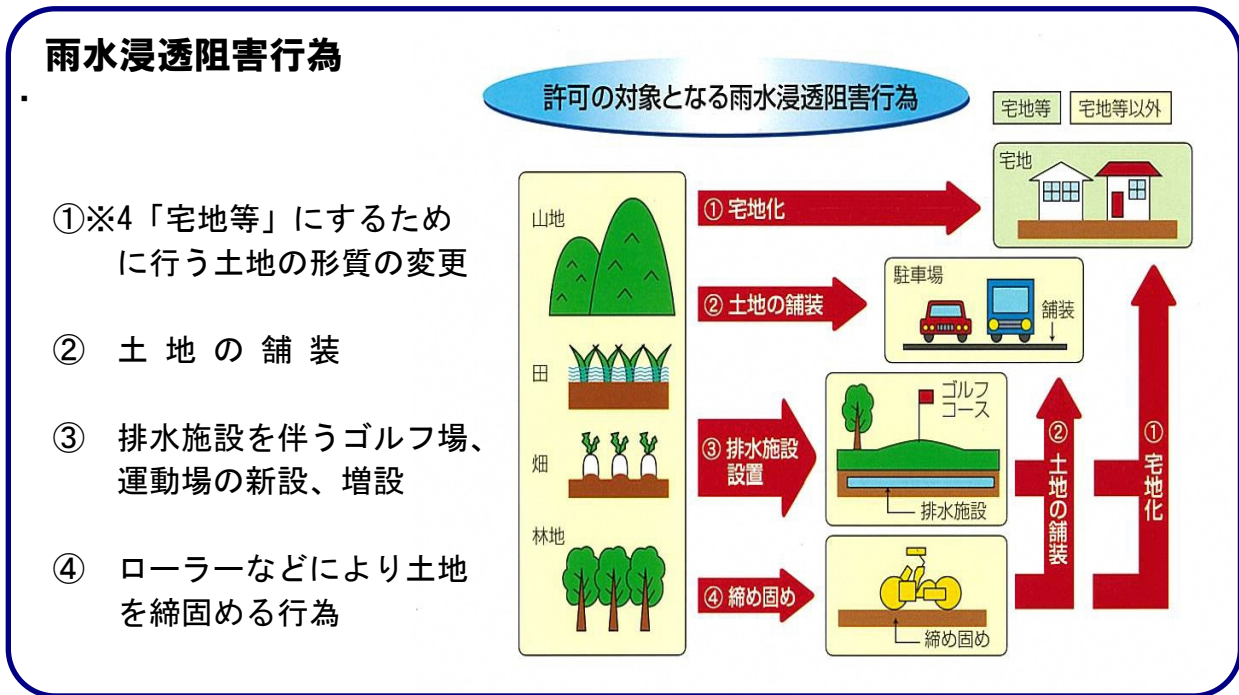 雨水浸透阻害行為
.
①※4「宅地等」にするため
に行う土地の形質の変更
② 土 地 の 舗 装
③ 排水施設を伴うゴルフ場、
運動場の新設、増設
④ ローラーなどにより土地
を締固める行為
許可の対象となる雨水浸透阻害行為
宅地等
宅地等以外
山地
田
畑
林地
① 宅地化
宅地
② 土地の舗装
駐車場
舗装
③ 排水施設
設置
ゴルフ
コース
排水施設
④ 締め固め
締め固め
②土地の舗装
①宅地化